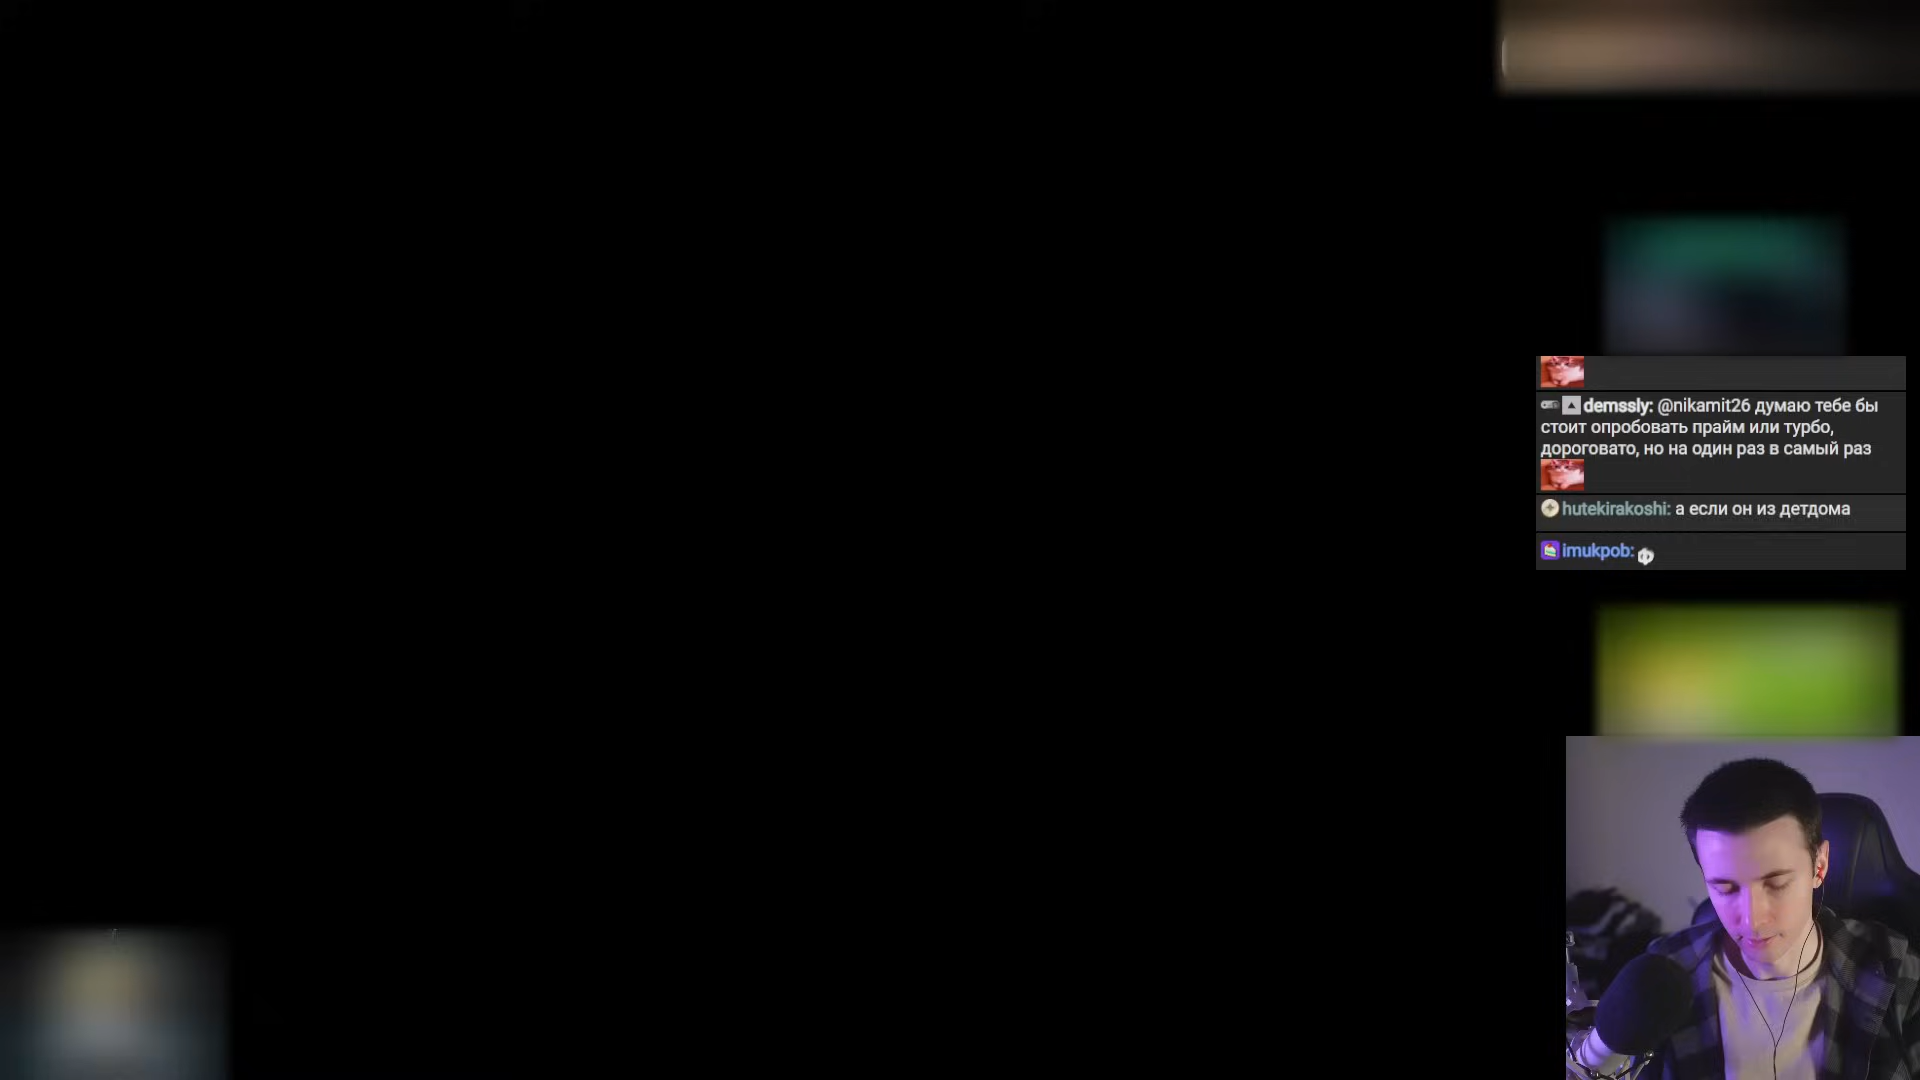 demssly: @nikamit26 думаю тебе бы
стоит опробовать прайм или турбо,
дороговато, но на один раз в самый раз
hutekirakoshi: а если он из детдома
imukpob: